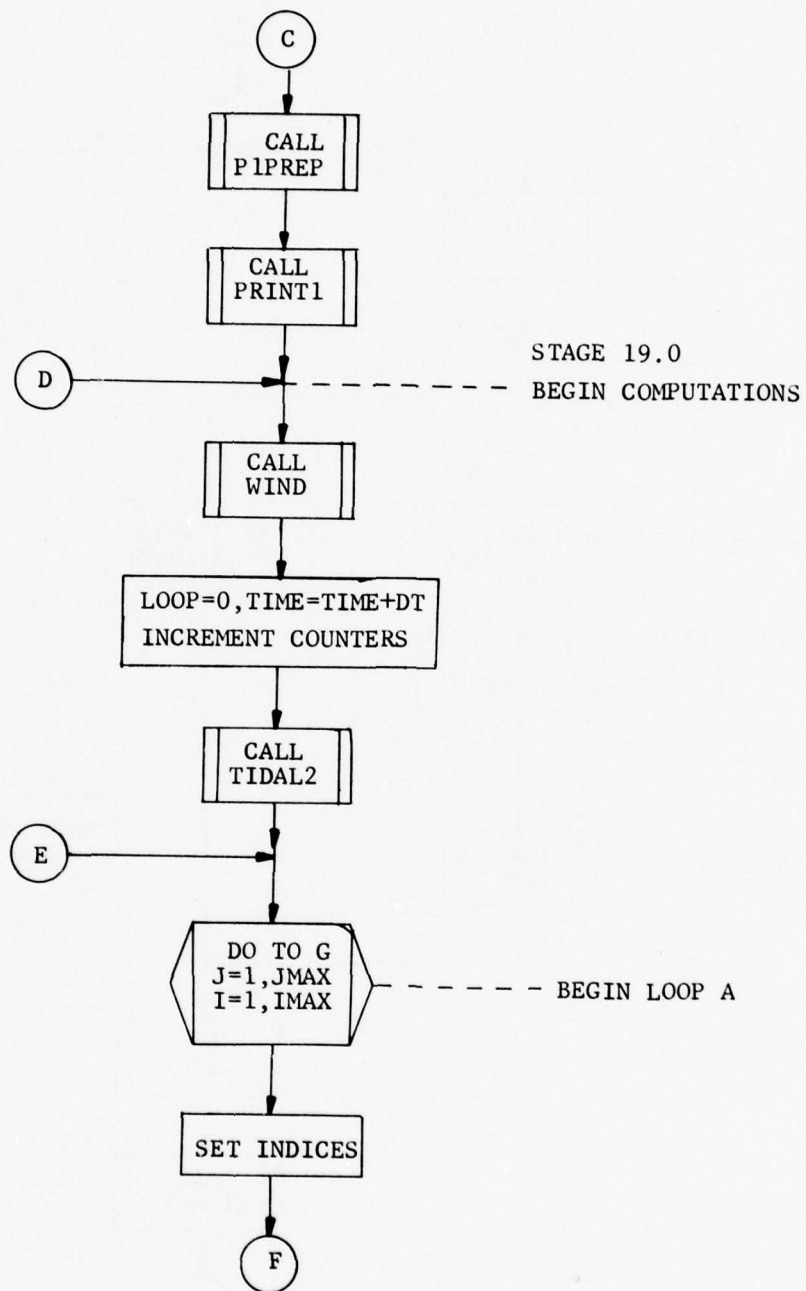 C
CALL
P1PREP
CALL
PRINT1
STAGE 19.0
D
BEGIN COMPUTATIONS
CALL
WIND
LOOP=0,TIME=TIME+DT
INCREMENT COUNTERS
CALL
TIDAL2
E
DO TO G
J=1,JMAX
I=1,IMAX
BEGIN LOOP A
SET INDICES
F